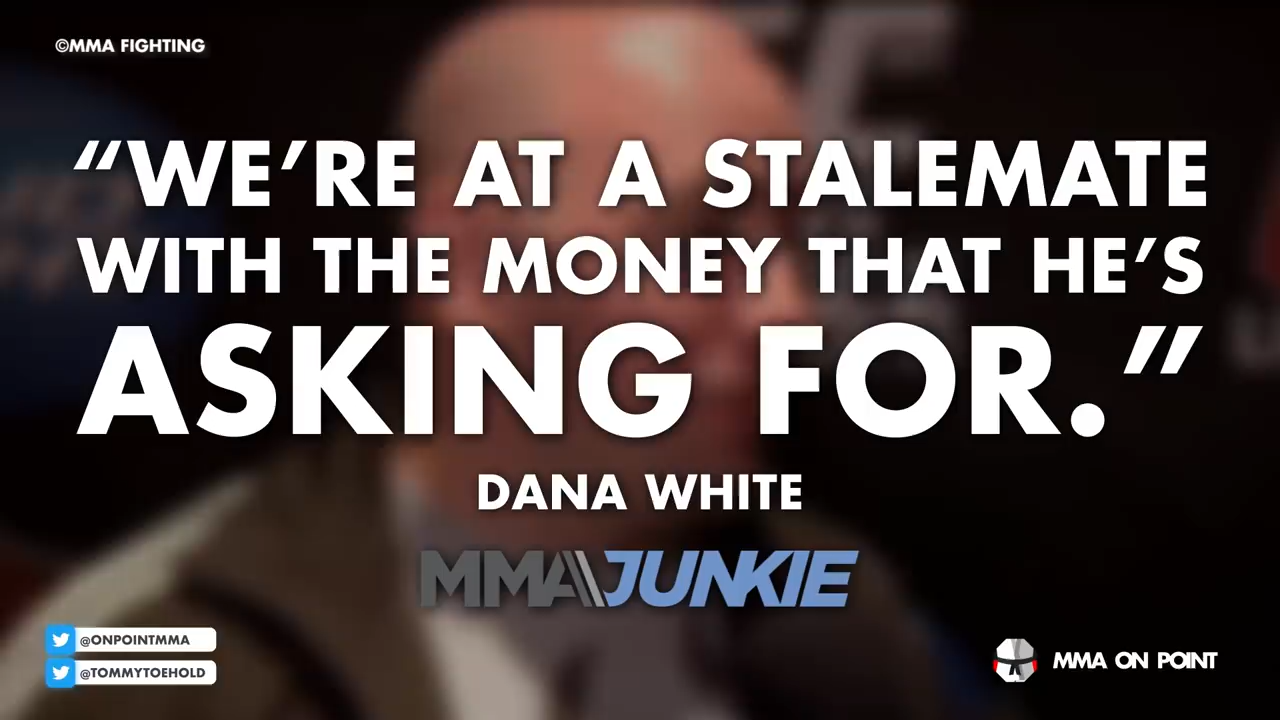 ©MMA FIGHTING
“WE’RE AT A STALEMATE
WITH THE MONEY THAT HE’S
ASKING FOR.”
DANA WHITE
MMAJUNKIE
@ONPOINTMMA
@TOMMYTOEHOLD
MMA ON POINT